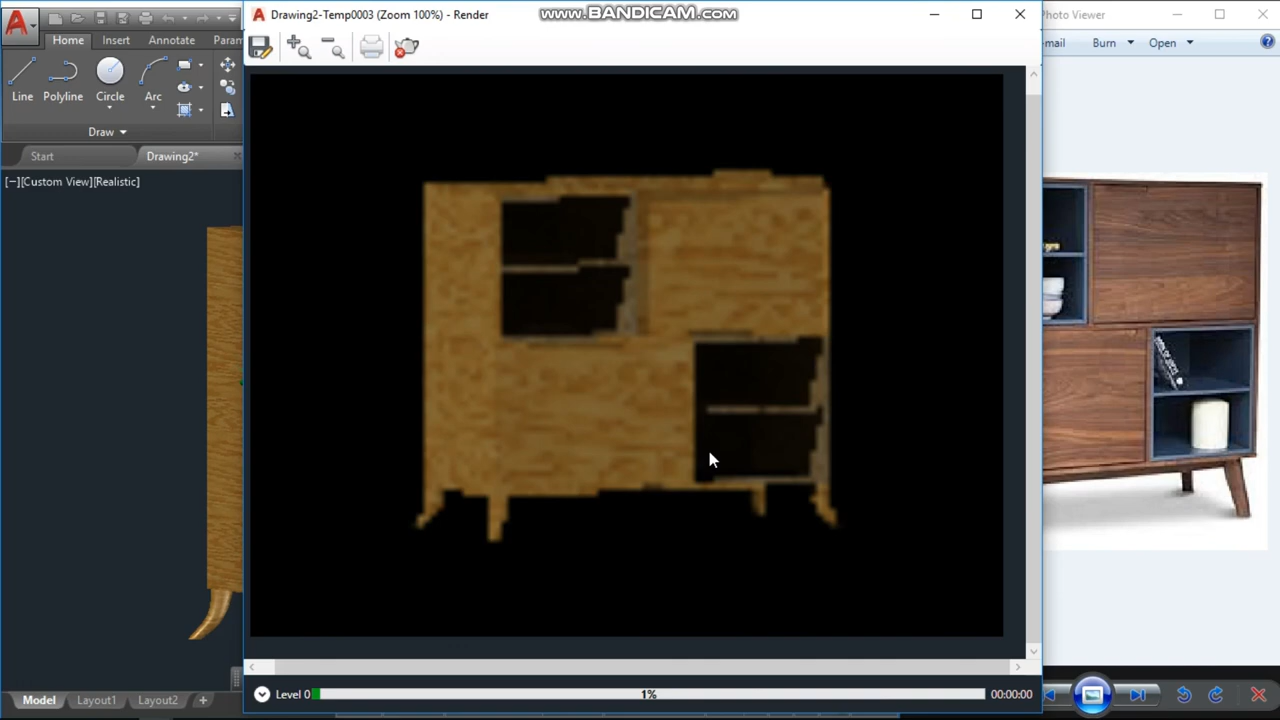 Drawing2-Temp0003 (Zoom 100%) - Render
www.BANDICAM.com
Photo Viewer
Home
Insert
Annotate
Param
Burn
Open
Line
Polyline
Circle
Arc
Draw
Start
Drawing2*
[−][Custom View][Realistic]
Level 0
1%
00:00:00
Model
Layout1
Layout2
+